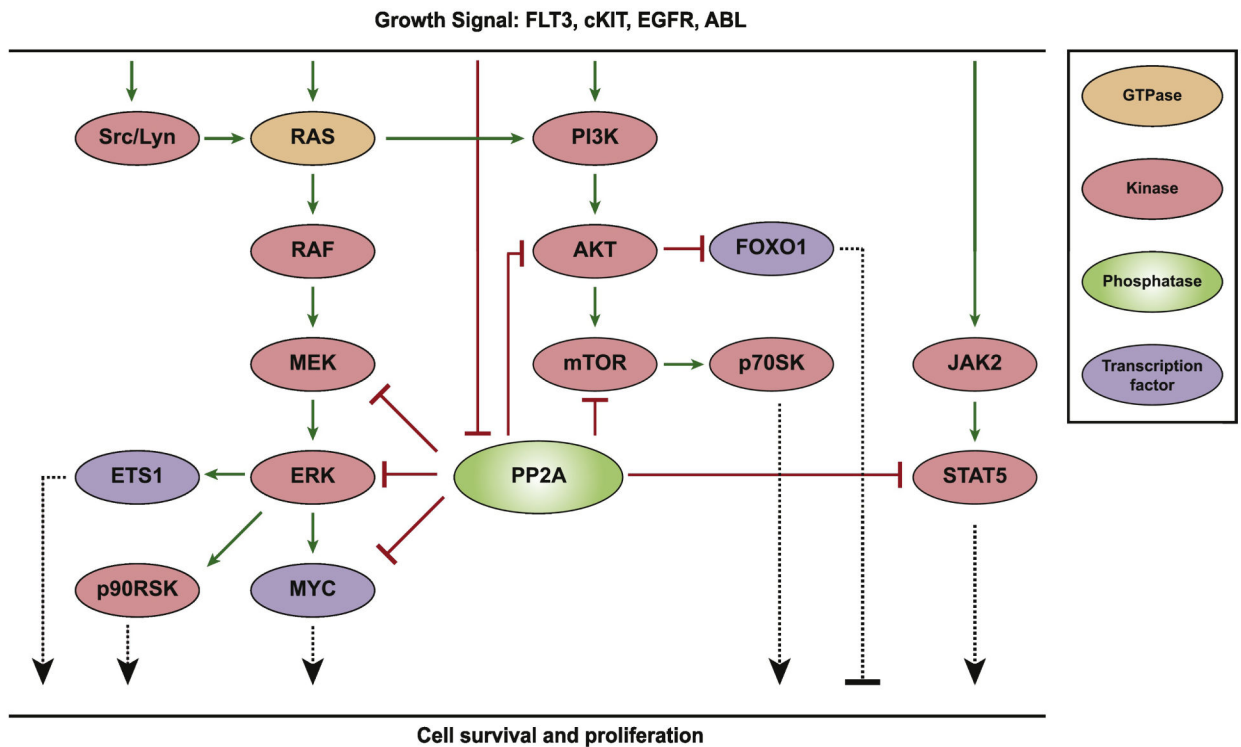 Growth Signal: FLT3, cKIT, EGFR, ABL
Src/Lyn
RAS
PI3K
RAF
AKT
FOXO1
MEK
mTOR
p70SK
JAK2
ETS1
ERK
PP2A
STAT5
p90RSK
MYC
Cell survival and proliferation
GTPase
Kinase
Phosphatase
Transcription
factor